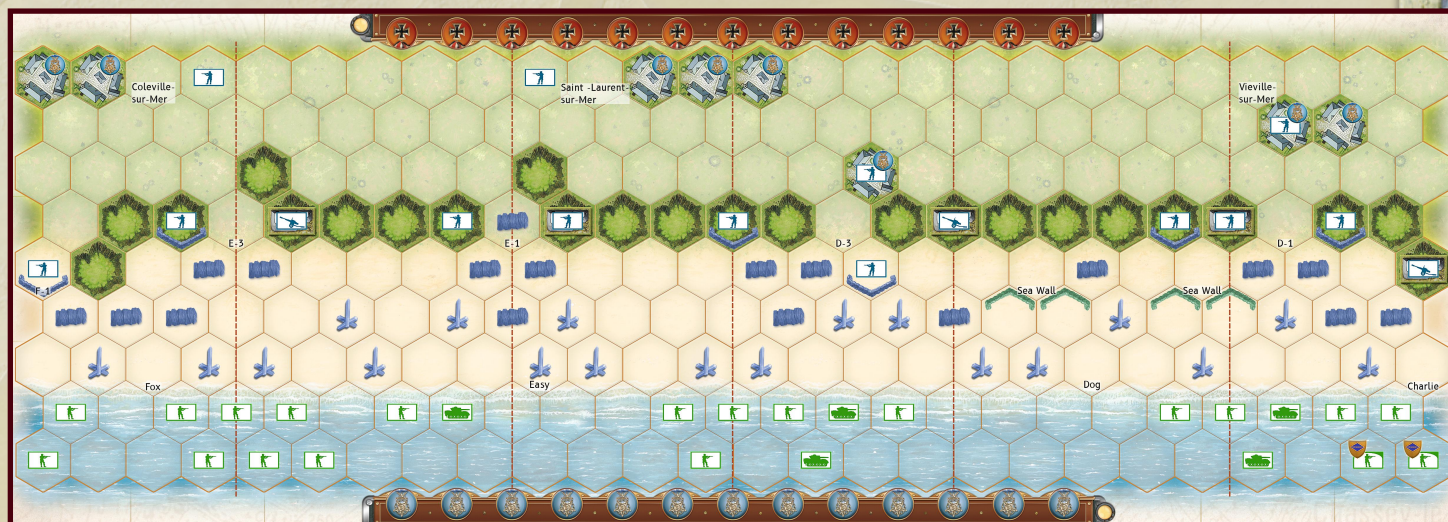 Coleville-
sur-Mer
Saint -Laurent-
sur-Mer
Vieville-
sur-Mer
E-3
E-1
D-3
D-1
F-1
Sea Wall
Sea Wall
Fox
Easy
Dog
Charlie